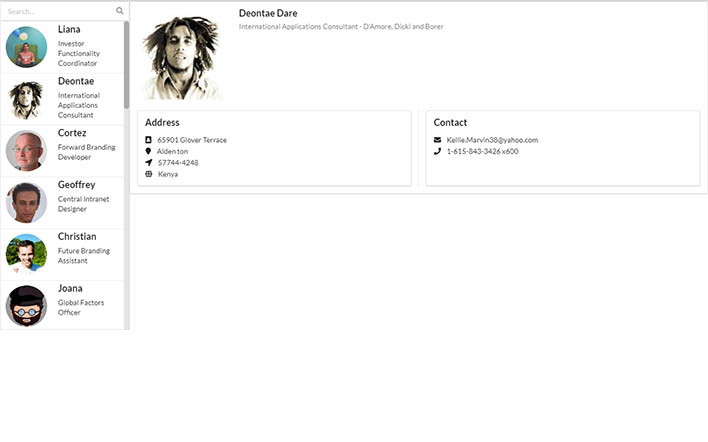 Search...
Liana
Investor
Functionality
Coordinator
Deontae
International
Applications
Consultant
Cortez
Forward Branding
Developer
Geoffrey
Central Intranet
Designer
Christian
Future Branding
Assistant
Joana
Global Factors
Officer
Deontae Dare
International Applications Consultant - D'Amore, Dicki and Borer
Address
65901 Glover Terrace
Aiden ton
57744-4248
Kenya
Contact
Kellie.Marvin38@yahoo.com
1-615-843-3426 x600